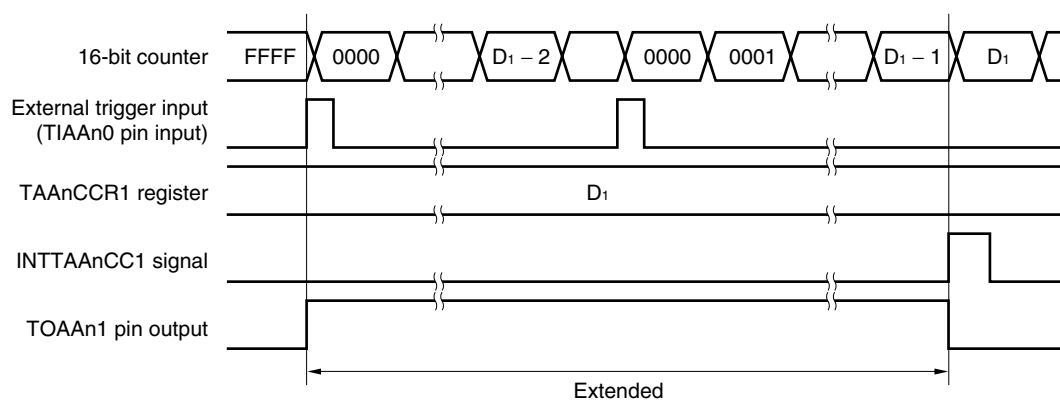 16-bit counter
FFFF 0000 D₁ − 2 0000 0001 D₁ − 1 D₁
External trigger input
(TIAAn0 pin input)
TAAnCCR1 register
D₁
INTTAAnCC1 signal
TOAAn1 pin output
Extended